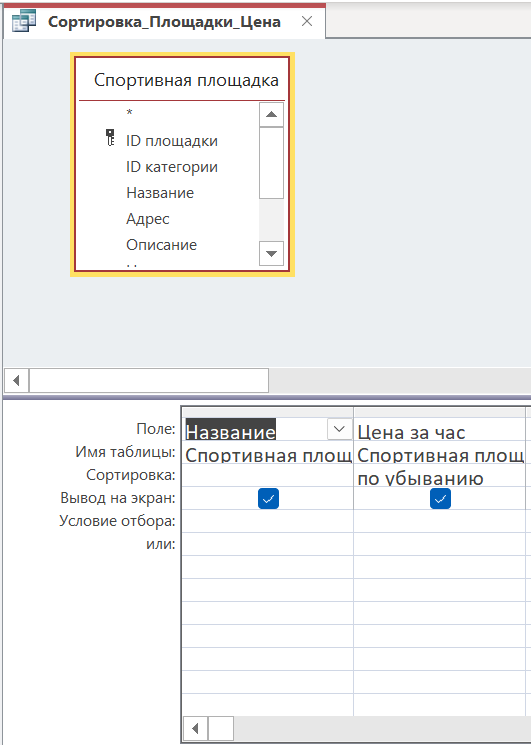 Сортировка_Площадки_Цена
Спортивная площадка
*
ID площадки
ID категории
Название
Адрес
Описание
Поле: Название Цена за час
Имя таблицы: Спортивная площ Спортивная площ
Сортировка: по убыванию
Вывод на экран:
Условие отбора:
или: